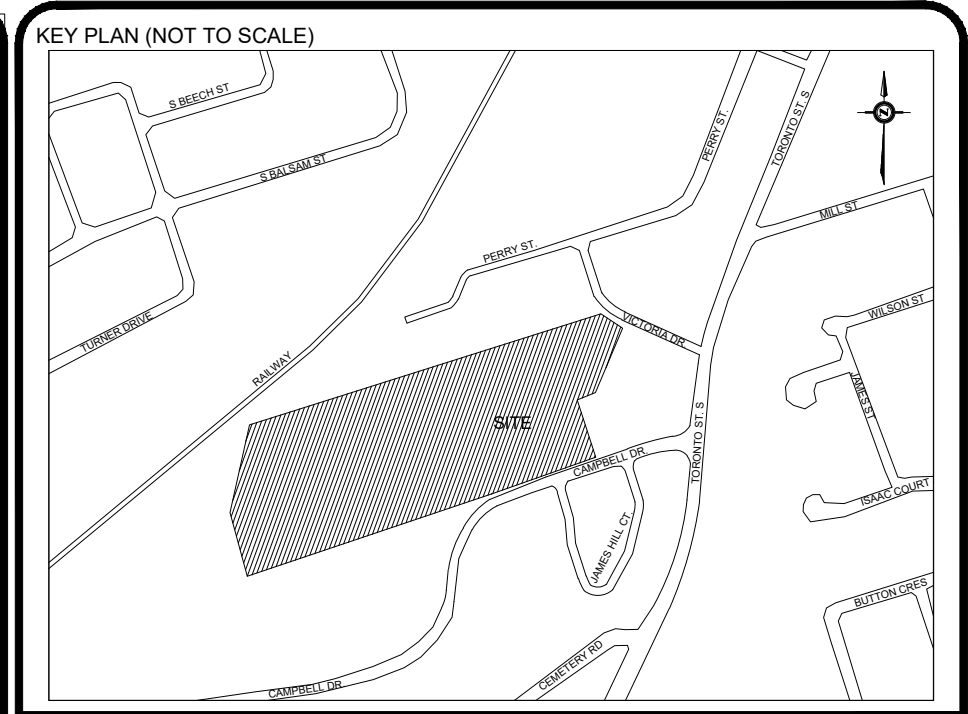 KEY PLAN (NOT TO SCALE)
S BEECH ST
S BALSAM ST
PERRY ST.
TORONTO ST. S
N
MILL ST
PERRY ST.
TURNER DRIVE
RAILWAY
VICTORIA DR
WILSON ST
JAMES ST
SITE
TORONTO ST. S
CAMPBELL DR.
ISAAC COURT
JAMES HILL CT.
BUTTON CRES
CEMETERY RD
CAMPBELL DR